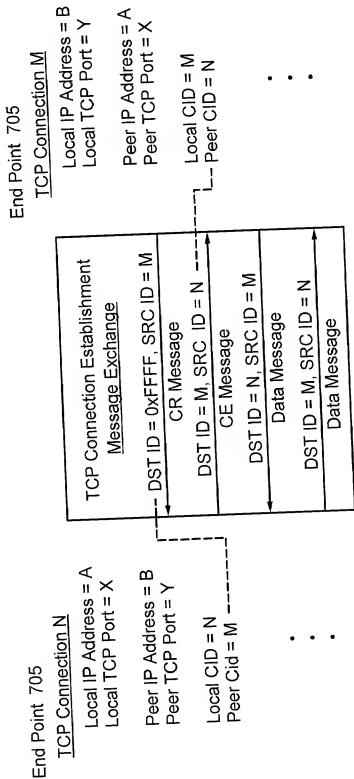 End Point 705
TCP Connection N
Local IP Address = A
Local TCP Port = X
Peer IP Address = B
Peer TCP Port = Y
Local CID = N
Peer Cid = M
TCP Connection Establishment
Message Exchange
DST ID = 0xFFFF, SRC ID = M
CR Message
DST ID = M, SRC ID = N
CE Message
DST ID = N, SRC ID = M
Data Message
DST ID = M, SRC ID = N
Data Message
End Point 705
TCP Connection M
Local IP Address = B
Local TCP Port = Y
Peer IP Address = A
Peer TCP Port = X
Local CID = M
Peer CID = N